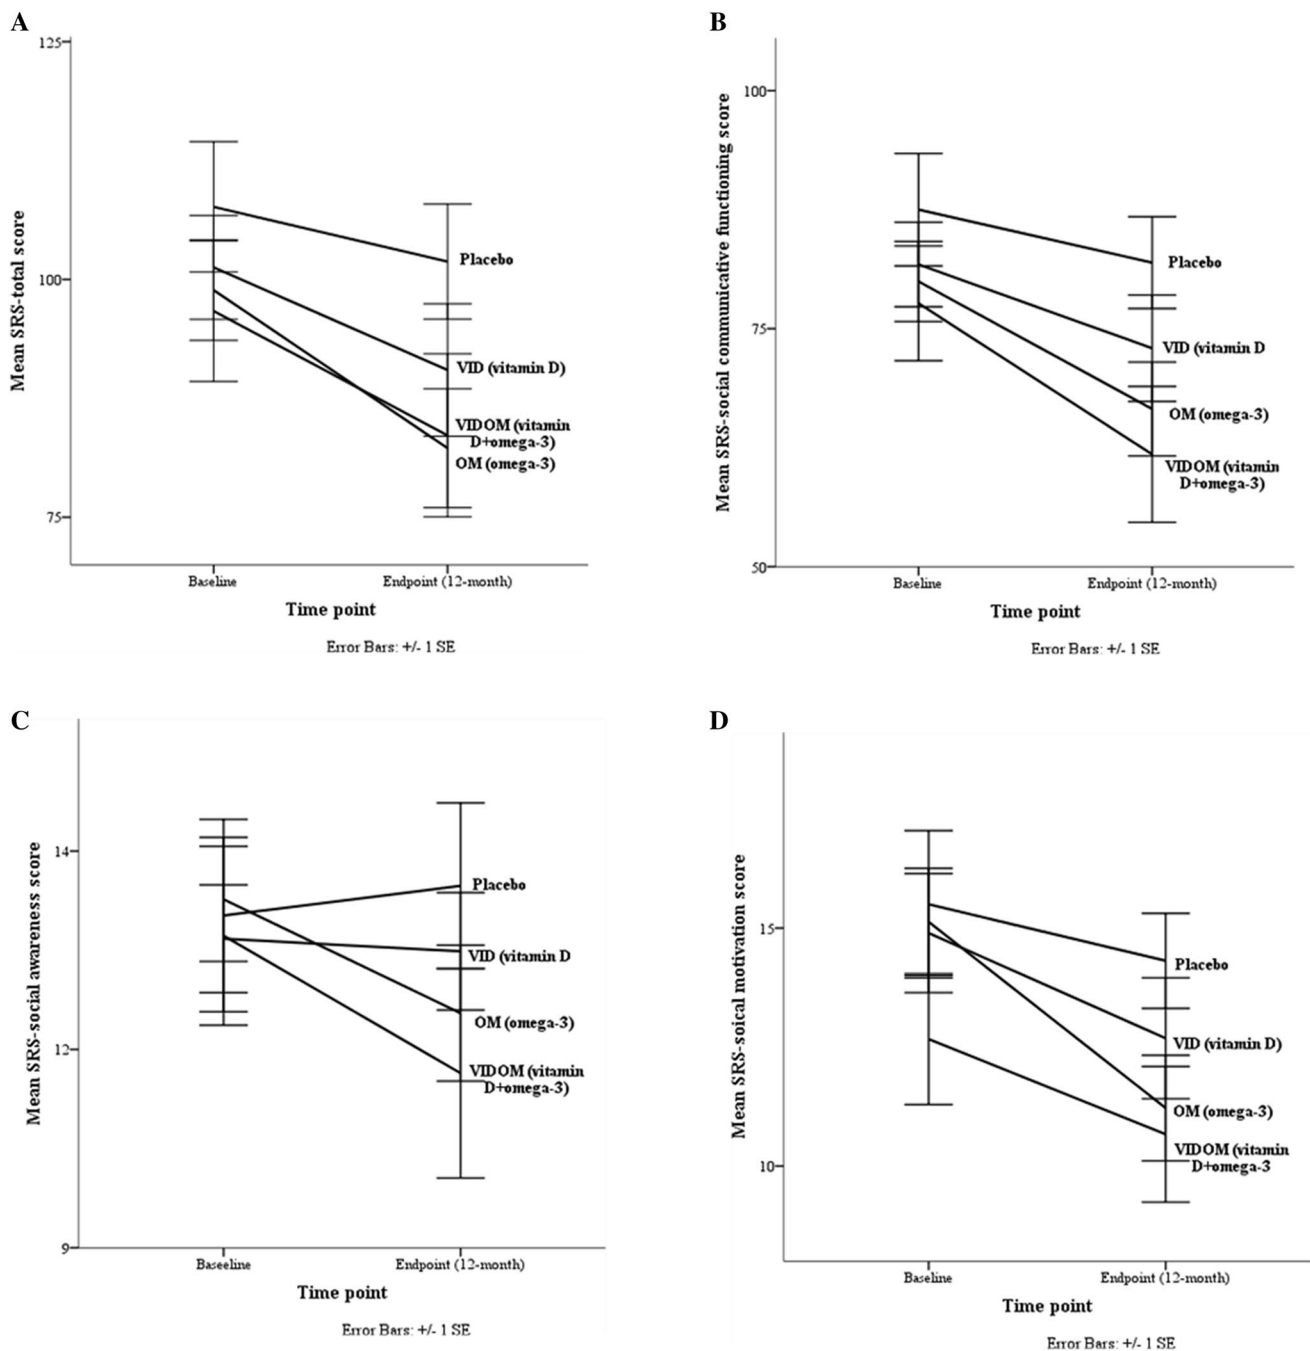 A
Mean SRS-total score
125
100
75
Placebo
VID (vitamin D)
VIDOM (vitamin
D+omega-3)
OM (omega-3)
Baseline
Endpoint (12-month)
Time point
Error Bars: +/- 1 SE
B
Mean SRS-social communicative functioning score
100
75
50
Placebo
VID (vitamin D
OM (omega-3)
VIDOM (vitamin
D+omega-3)
Baseline
Endpoint (12-month)
Time point
Error Bars: +/- 1 SE
C
Mean SRS-social awareness score
14
12
9
Placebo
VID (vitamin D
OM (omega-3)
VIDOM (vitamin
D+omega-3)
Baseeline
Endpoint (12-month)
Time point
Error Bars: +/- 1 SE
D
Mean SRS-soical motivation score
15
10
Placebo
VID (vitamin D)
OM (omega-3)
VIDOM (vitamin
D+omega-3
Baseline
Endpoint (12-month)
Time point
Error Bars: +/- 1 SE